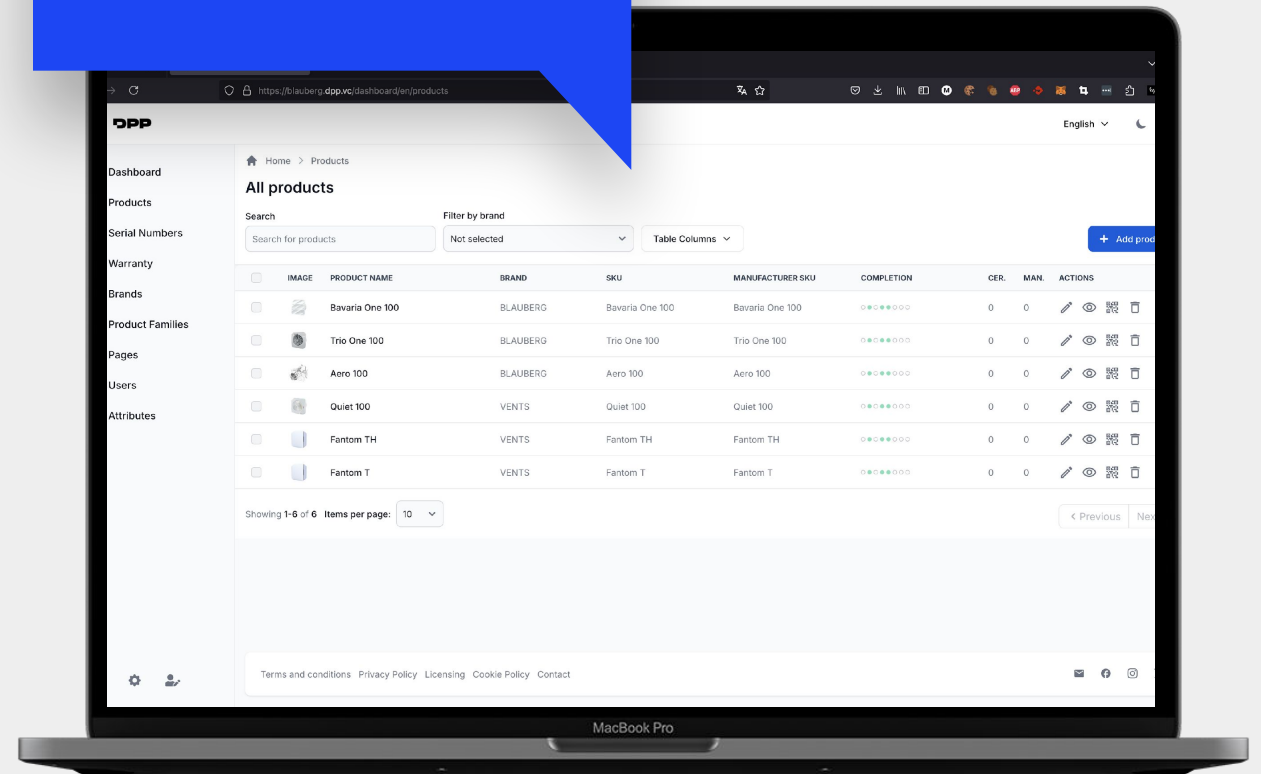 https://blauberg.dpp.vc/dashboard/en/products
DPP
English
Dashboard
Products
Serial Numbers
Warranty
Brands
Product Families
Pages
Users
Attributes
Home > Products
All products
Search
Filter by brand
Search for products
Not selected
Table Columns
+ Add prod
IMAGE PRODUCT NAME BRAND SKU MANUFACTURER SKU COMPLETION CER. MAN. ACTIONS
Bavaria One 100 BLAUBERG Bavaria One 100 Bavaria One 100 0 0
Trio One 100 BLAUBERG Trio One 100 Trio One 100 0 0
Aero 100 BLAUBERG Aero 100 Aero 100 0 0
Quiet 100 VENTS Quiet 100 Quiet 100 0 0
Fantom TH VENTS Fantom TH Fantom TH 0 0
Fantom T VENTS Fantom T Fantom T 0 0
Showing 1-6 of 6 Items per page: 10
< Previous Nex
Terms and conditions Privacy Policy Licensing Cookie Policy Contact
MacBook Pro